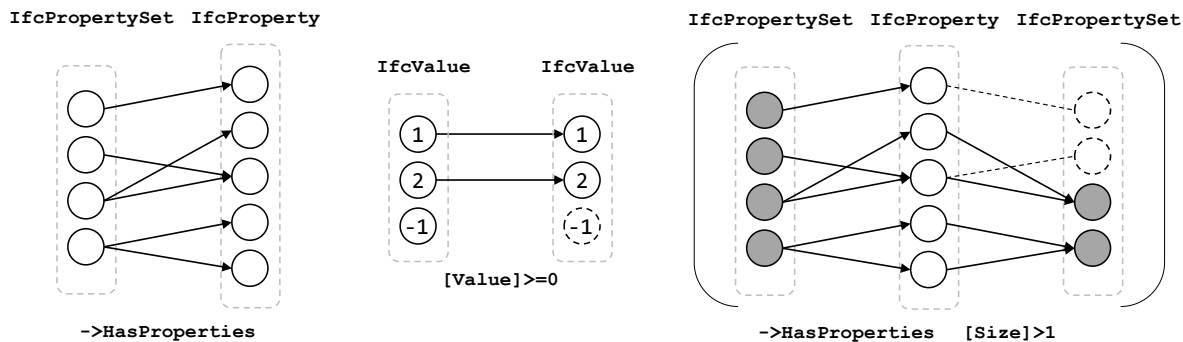 IfcPropertySet IfcProperty
->HasProperties
IfcValue IfcValue
1 1
2 2
-1 -1
[Value]>=0
IfcPropertySet IfcProperty IfcPropertySet
->HasProperties [Size]>1